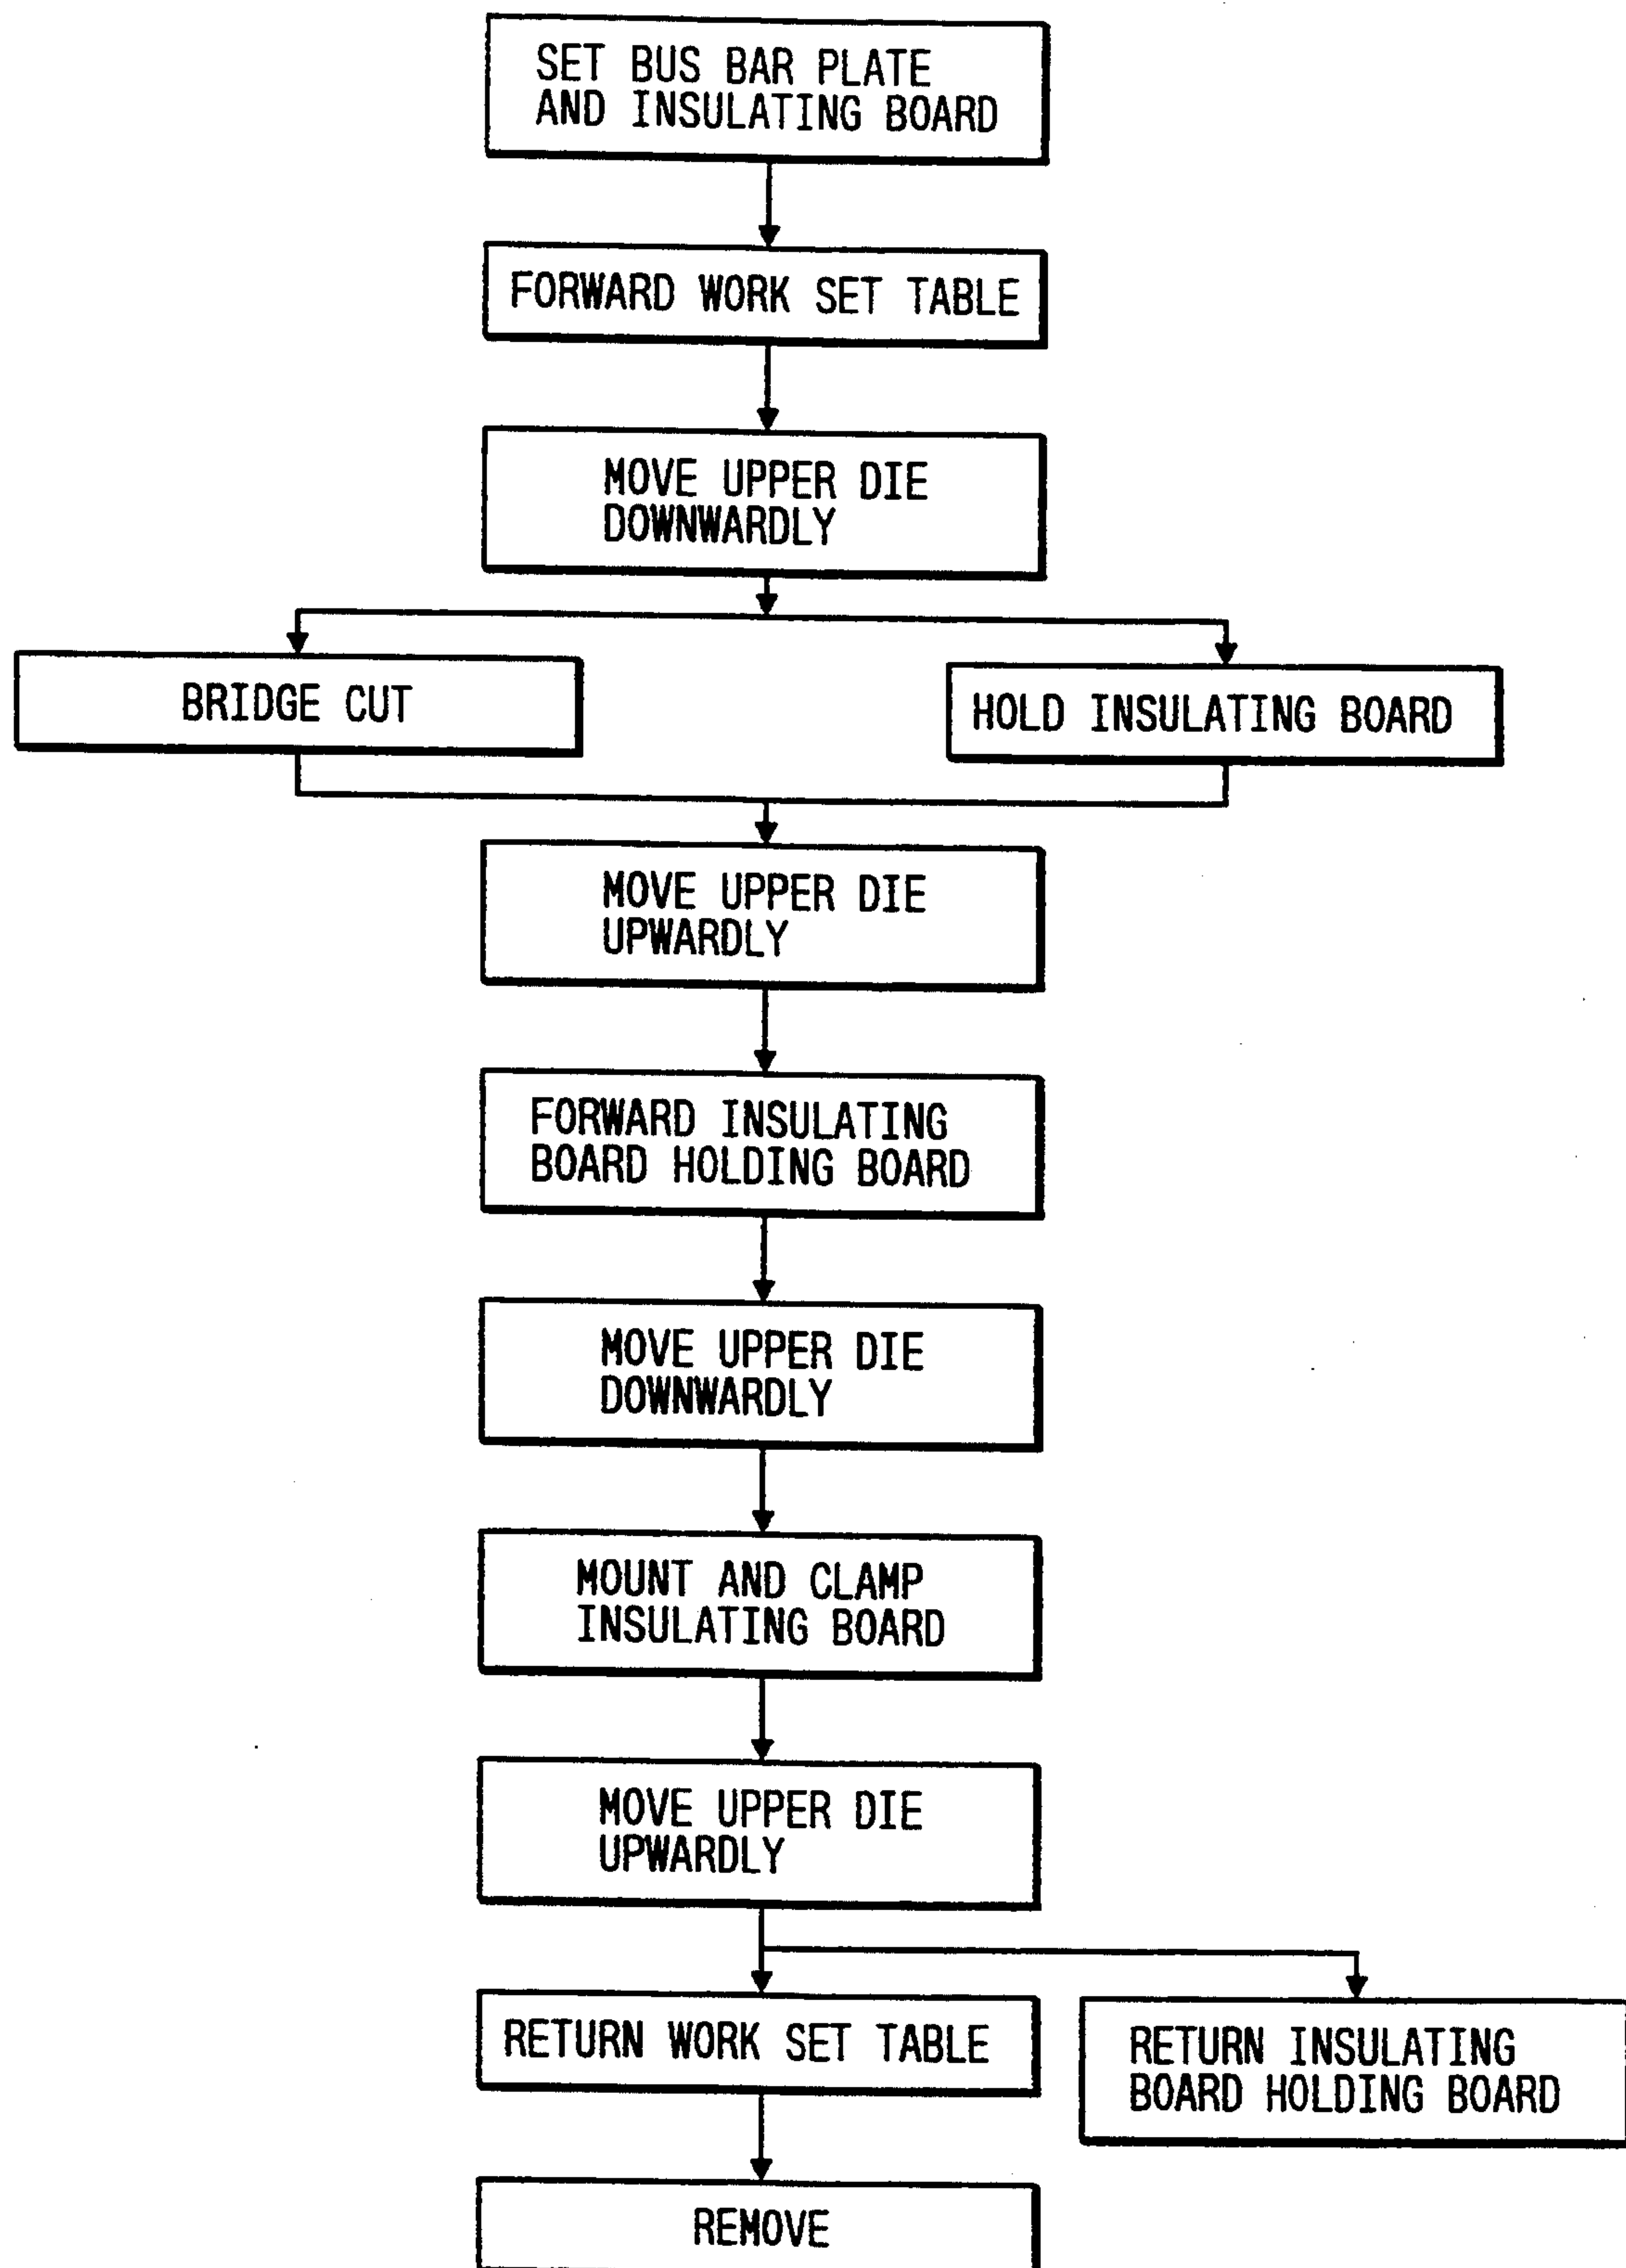 SET BUS BAR PLATE
AND INSULATING BOARD
FORWARD WORK SET TABLE
MOVE UPPER DIE
DOWNWARDLY
BRIDGE CUT
HOLD INSULATING BOARD
MOVE UPPER DIE
UPWARDLY
FORWARD INSULATING
BOARD HOLDING BOARD
MOVE UPPER DIE
DOWNWARDLY
MOUNT AND CLAMP
INSULATING BOARD
MOVE UPPER DIE
UPWARDLY
RETURN WORK SET TABLE
RETURN INSULATING
BOARD HOLDING BOARD
REMOVE